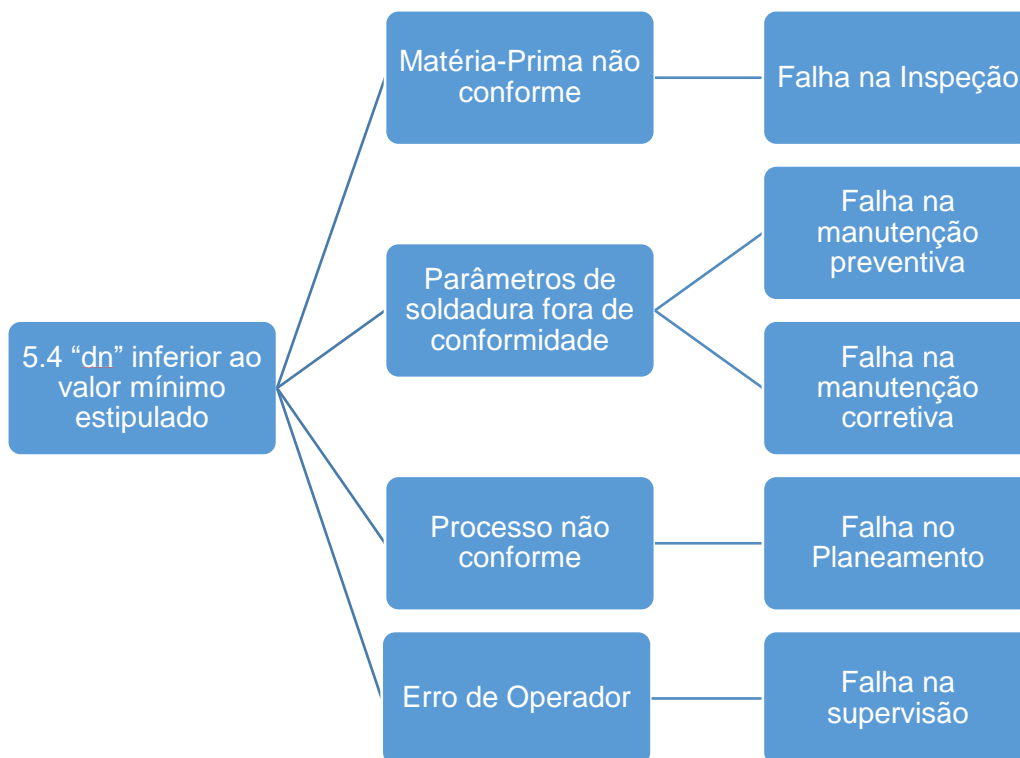 Matéria-Prima não
conforme
Falha na Inspeção
Falha na
manutenção
preventiva
Parâmetros de
soldadura fora de
conformidade
5.4 “dn” inferior ao
valor mínimo
estipulado
Falha na
manutenção
corretiva
Processo não
conforme
Falha no
Planeamento
Erro de Operador
Falha na
supervisão